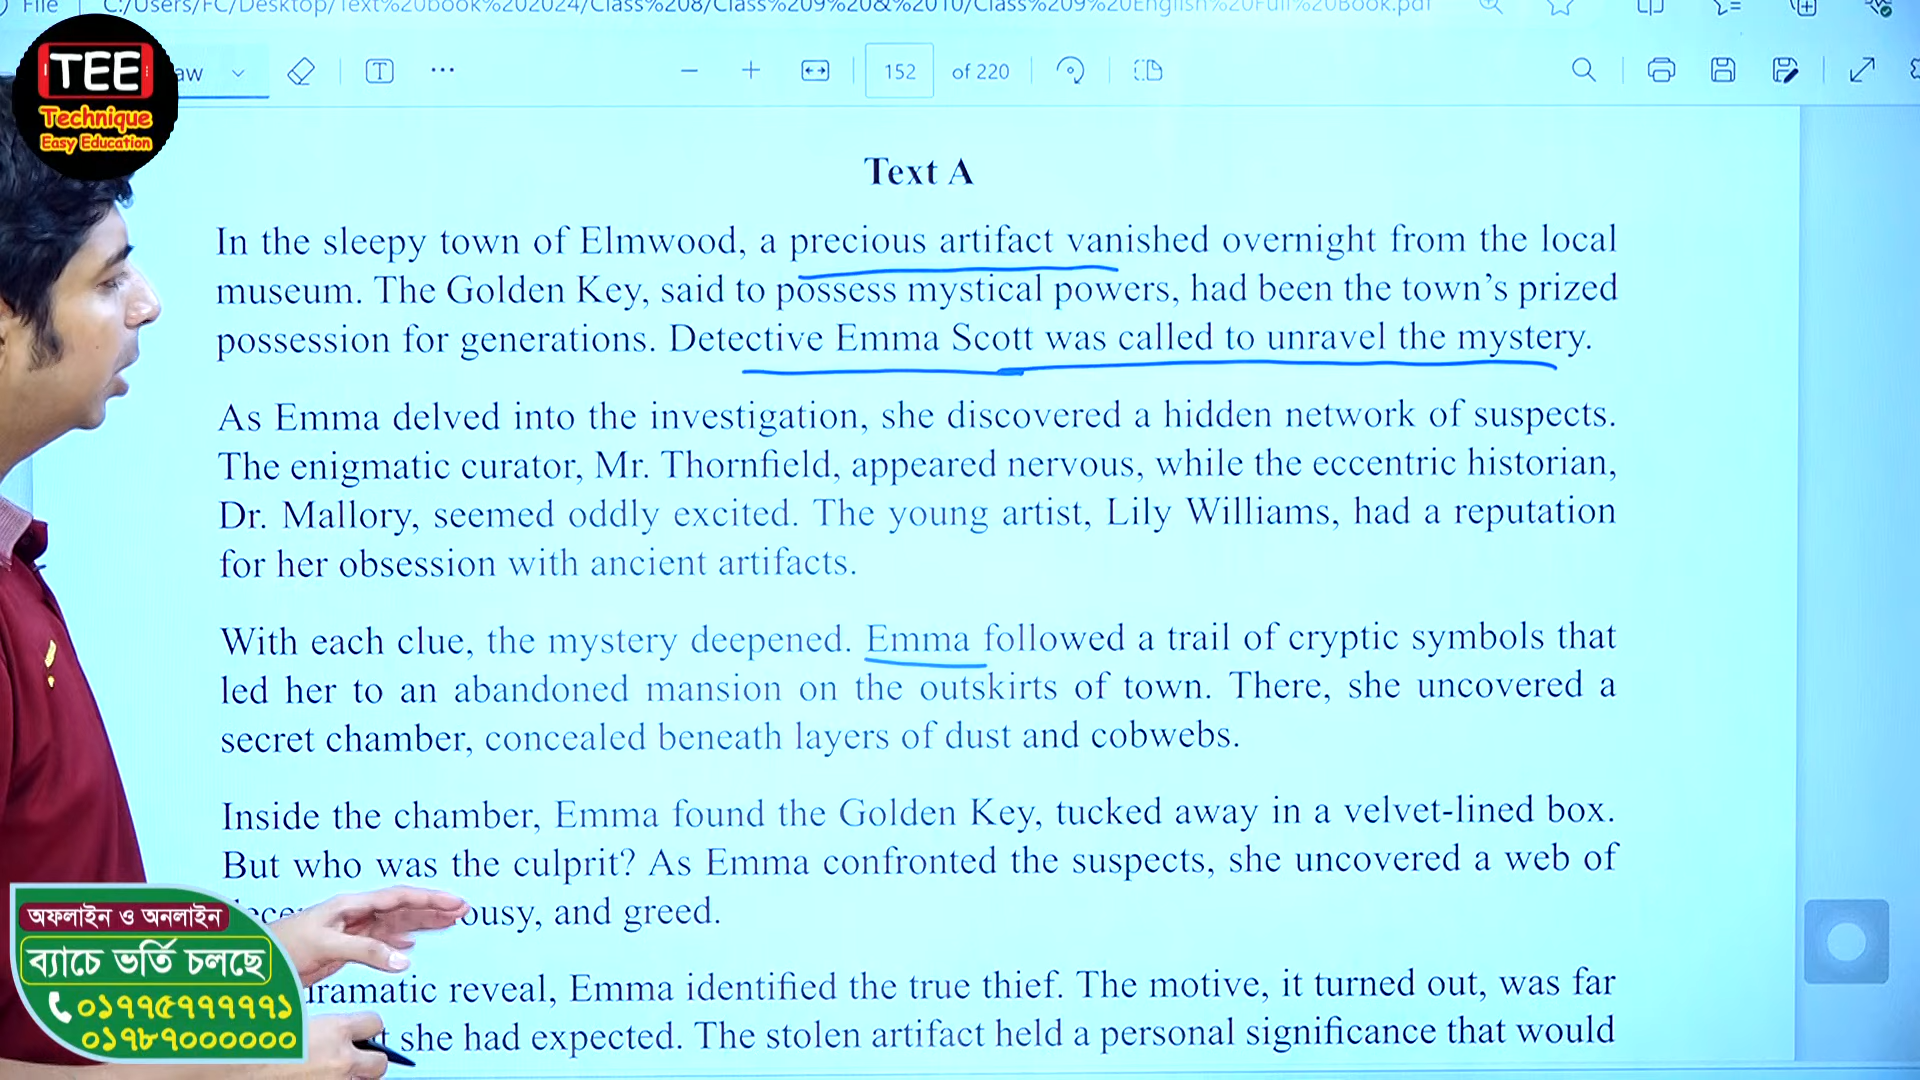 File | C:/Users/FC/Desktop/Text%20book%202024/Class%208/Class%209%20&%2010/Class%209%20English%20Full%20Book.pdf
TEE
Technique
Easy Education
aw
152 of 220
Text A
In the sleepy town of Elmwood, a precious artifact vanished overnight from the local
museum. The Golden Key, said to possess mystical powers, had been the town’s prized
possession for generations. Detective Emma Scott was called to unravel the mystery.
As Emma delved into the investigation, she discovered a hidden network of suspects.
The enigmatic curator, Mr. Thornfield, appeared nervous, while the eccentric historian,
Dr. Mallory, seemed oddly excited. The young artist, Lily Williams, had a reputation
for her obsession with ancient artifacts.
With each clue, the mystery deepened. Emma followed a trail of cryptic symbols that
led her to an abandoned mansion on the outskirts of town. There, she uncovered a
secret chamber, concealed beneath layers of dust and cobwebs.
Inside the chamber, Emma found the Golden Key, tucked away in a velvet-lined box.
But who was the culprit? As Emma confronted the suspects, she uncovered a web of
ousy, and greed.
dramatic reveal, Emma identified the true thief. The motive, it turned out, was far
she had expected. The stolen artifact held a personal significance that would
অফলাইন ও অনলাইন
ব্যাচে ভর্তি চলছে
০১৭৭৫৭৭৭৭৭১
০১৭৮৭০০০০০০